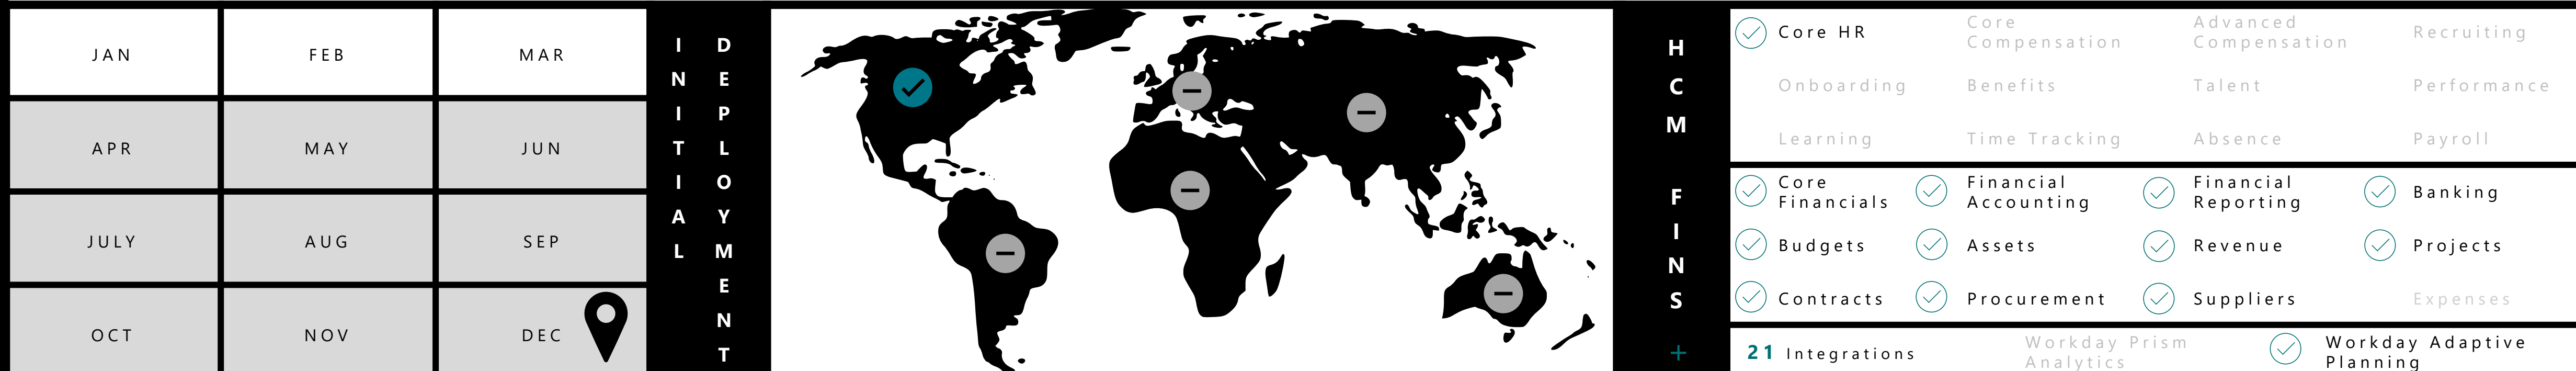 JAN FEB MAR
APR MAY JUN
JULY AUG SEP
OCT NOV DEC
INITIAL
DEPLOYMENT
HCM
FINS
+
Core HR
Core
Compensation
Advanced
Compensation
Recruiting
Onboarding
Benefits
Talent
Performance
Learning
Time Tracking
Absence
Payroll
Core
Financials
Financial
Accounting
Financial
Reporting
Banking
Budgets
Assets
Revenue
Projects
Contracts
Procurement
Suppliers
Expenses
21 Integrations
Workday Prism
Analytics
Workday Adaptive
Planning